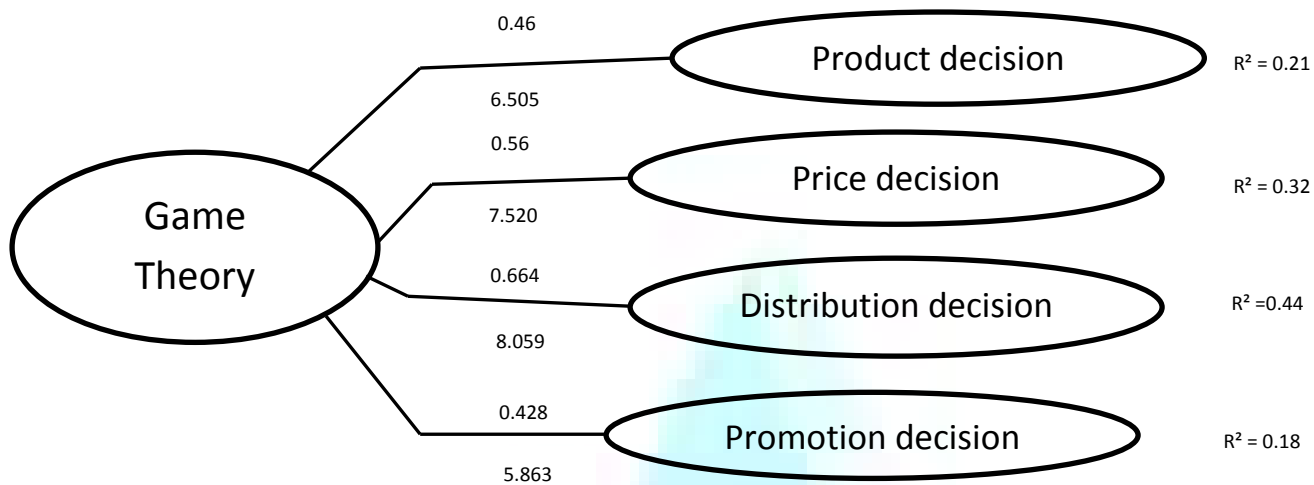 0.46
Product decision
R² = 0.21
6.505
0.56
Price decision
R² = 0.32
7.520
Game
Theory
0.664
Distribution decision
R² =0.44
8.059
0.428
Promotion decision
R² = 0.18
5.863